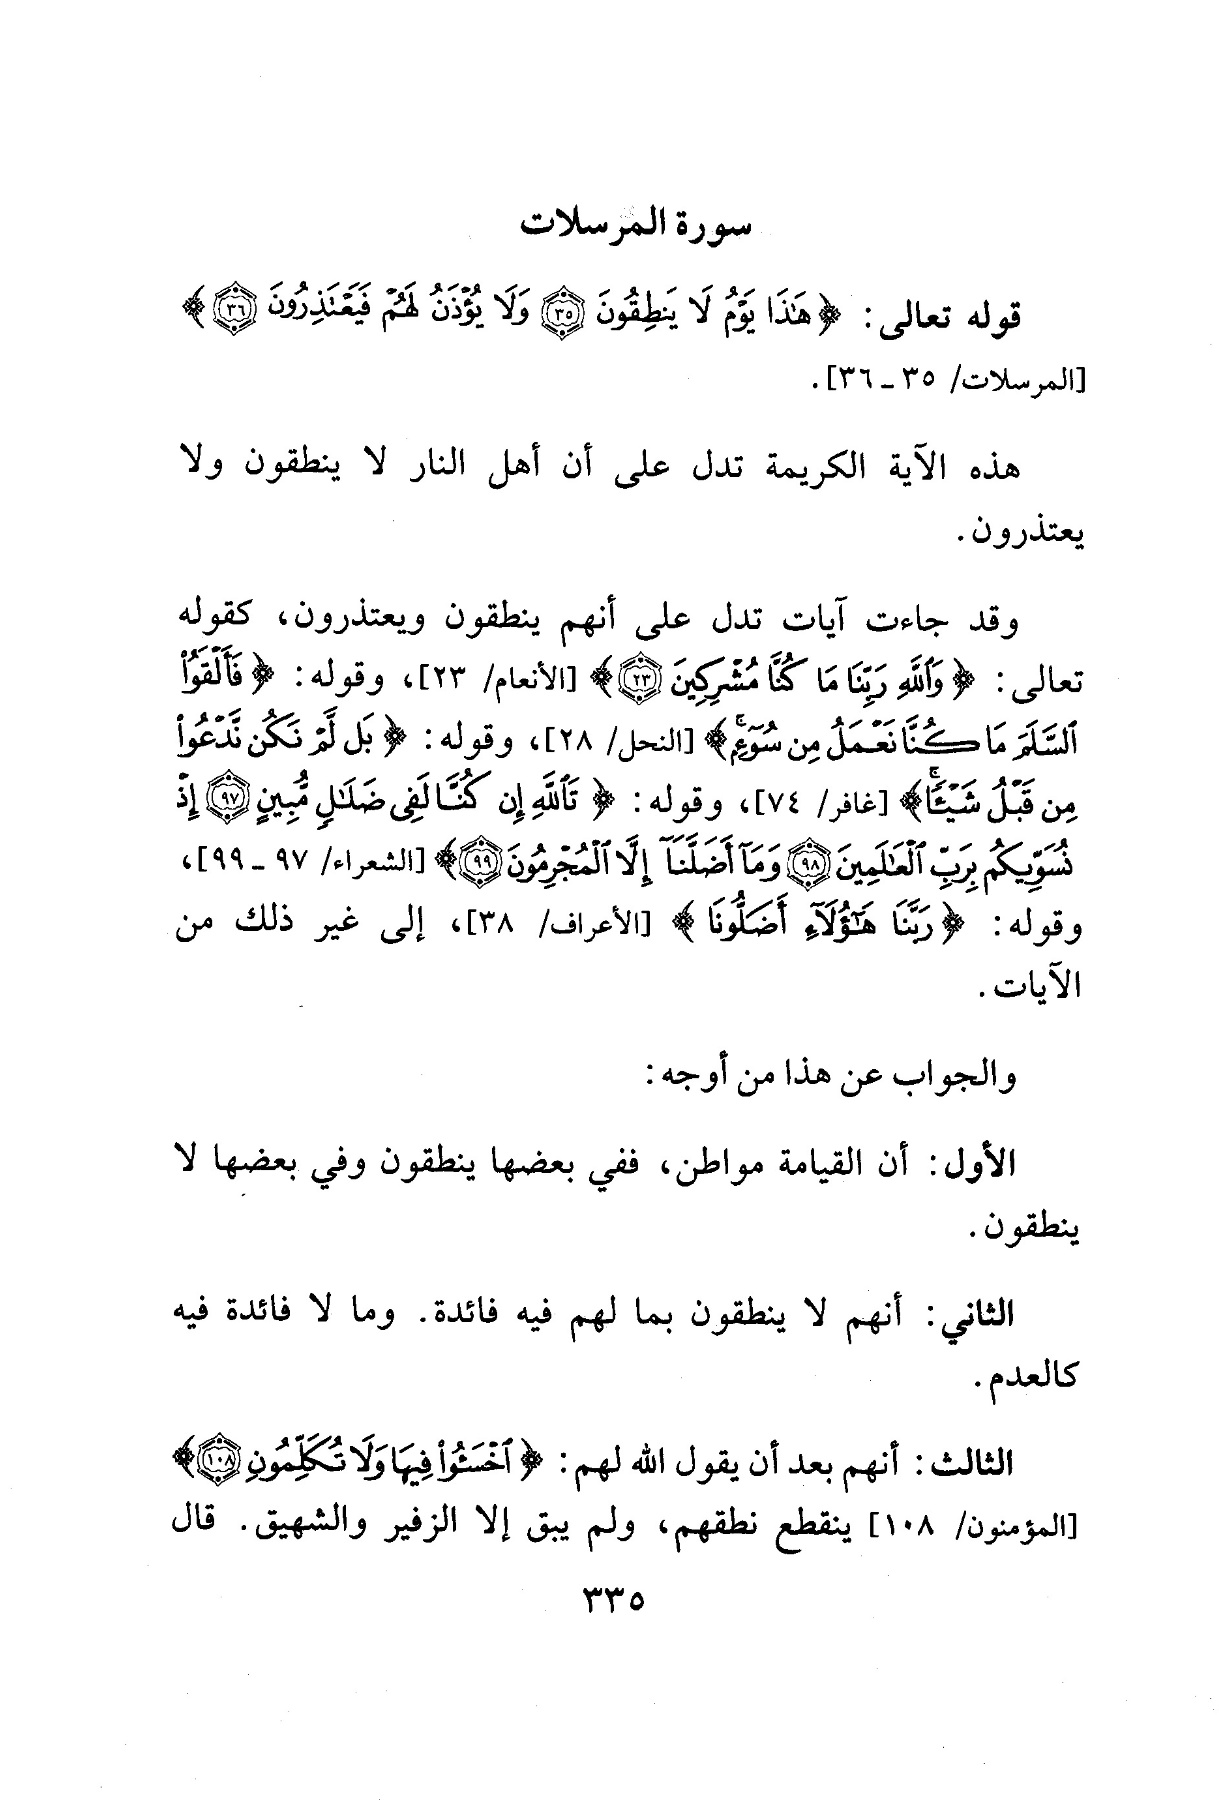 سورة المرسلات
قوله تعالى: ﴿هَٰذَا يَوْمُ لَا يَنطِقُونَ ٣٥ وَلَا يُؤْذَنُ لَهُمْ فَيَعْتَذِرُونَ ٣٦﴾
[المرسلات/ ٣٥ ـ ٣٦].
هذه الآية الكريمة تدل على أن أهل النار لا ينطقون ولا
يعتذرون.
وقد جاءت آيات تدل على أنهم ينطقون ويعتذرون، كقوله
تعالى: ﴿وَٱللَّهِ رَبِّنَا مَا كُنَّا مُشْرِكِينَ ٢٣﴾ [الأنعام/ ٢٣]، وقوله: ﴿فَأَلْقَوُا۟
ٱلسَّلَمَ مَا كُنَّا نَعْمَلُ مِن سُوٓءٍۭۚ﴾ [النحل/ ٢٨]، وقوله: ﴿بَل لَّمْ نَكُن نَّدْعُوا۟
مِن قَبْلُ شَيْـًٔاۚ﴾ [غافر/ ٧٤]، وقوله: ﴿تَٱللَّهِ إِن كُنَّا لَفِى ضَلَٰلٍ مُّبِينٍ ٩٧ إِذْ
نُسَوِّيكُم بِرَبِّ ٱلْعَٰلَمِينَ ٩٨ وَمَآ أَضَلَّنَآ إِلَّا ٱلْمُجْرِمُونَ ٩٩﴾ [الشعراء/ ٩٧ ـ ٩٩]،
وقوله: ﴿رَبَّنَا هَٰٓؤُلَآءِ أَضَلُّونَا﴾ [الأعراف/ ٣٨]، إلى غير ذلك من
الآيات.
والجواب عن هذا من أوجه:
الأول: أن القيامة مواطن، ففي بعضها ينطقون وفي بعضها لا
ينطقون.
الثاني: أنهم لا ينطقون بما لهم فيه فائدة. وما لا فائدة فيه
كالعدم.
الثالث: أنهم بعد أن يقول الله لهم: ﴿ٱخْسَـُٔوا۟ فِيهَا وَلَا تُكَلِّمُونِ ١٠٨﴾
[المؤمنون/ ١٠٨] ينقطع نطقهم، ولم يبق إلا الزفير والشهيق. قال
٣٣٥